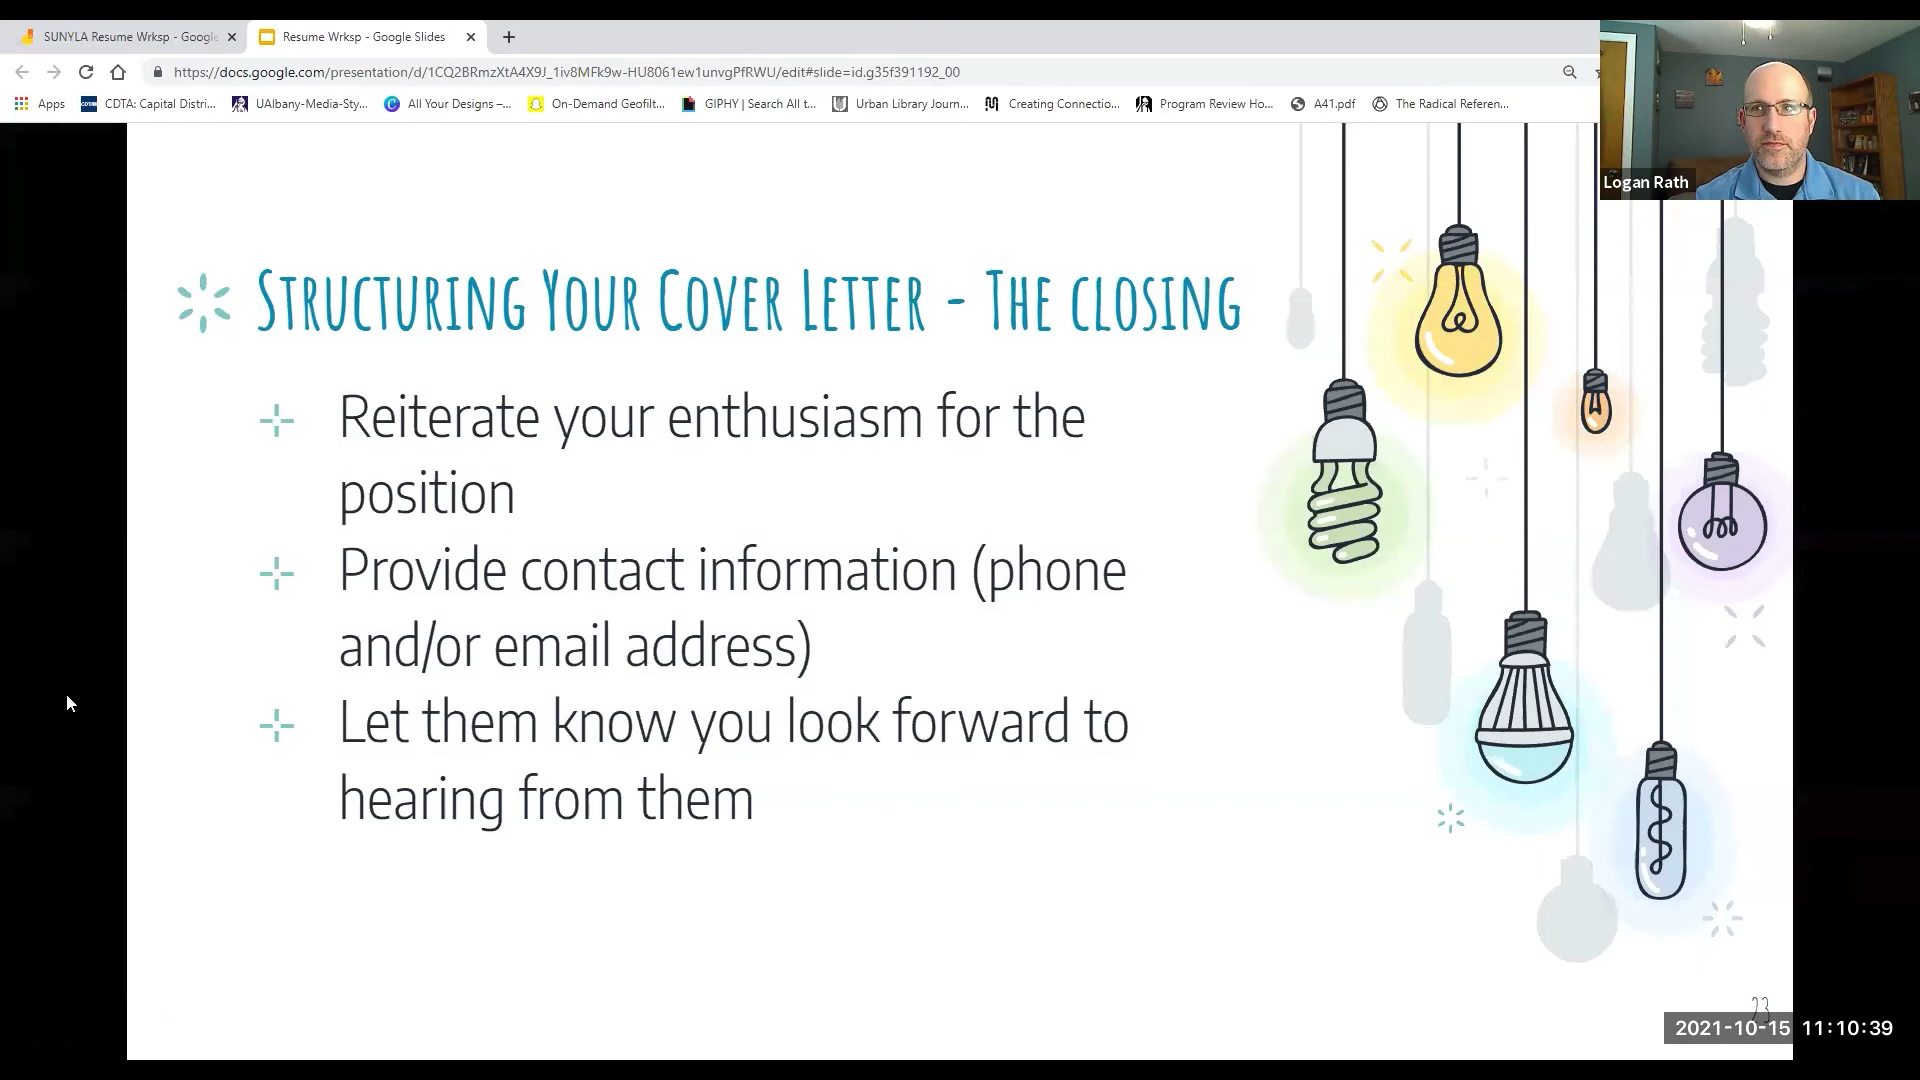 SUNYLA Resume Wrksp - Google
Resume Wrksp - Google Slides
https://docs.google.com/presentation/d/1CQ2BRmzXtA4X9J_1iv8MFk9w-HU8061ew1unvgPfRWU/edit#slide=id.g35f391192_00
Apps
CDTA: Capital Distri...
UAlbany-Media-Sty...
All Your Designs –...
On-Demand Geofilt...
GIPHY | Search All t...
Urban Library Journ...
Creating Connectio...
Program Review Ho...
A41.pdf
The Radical Referen...
Logan Rath
Structuring Your Cover Letter - The closing
Reiterate your enthusiasm for the
position
Provide contact information (phone
and/or email address)
Let them know you look forward to
hearing from them
23
2021-10-15 11:10:39